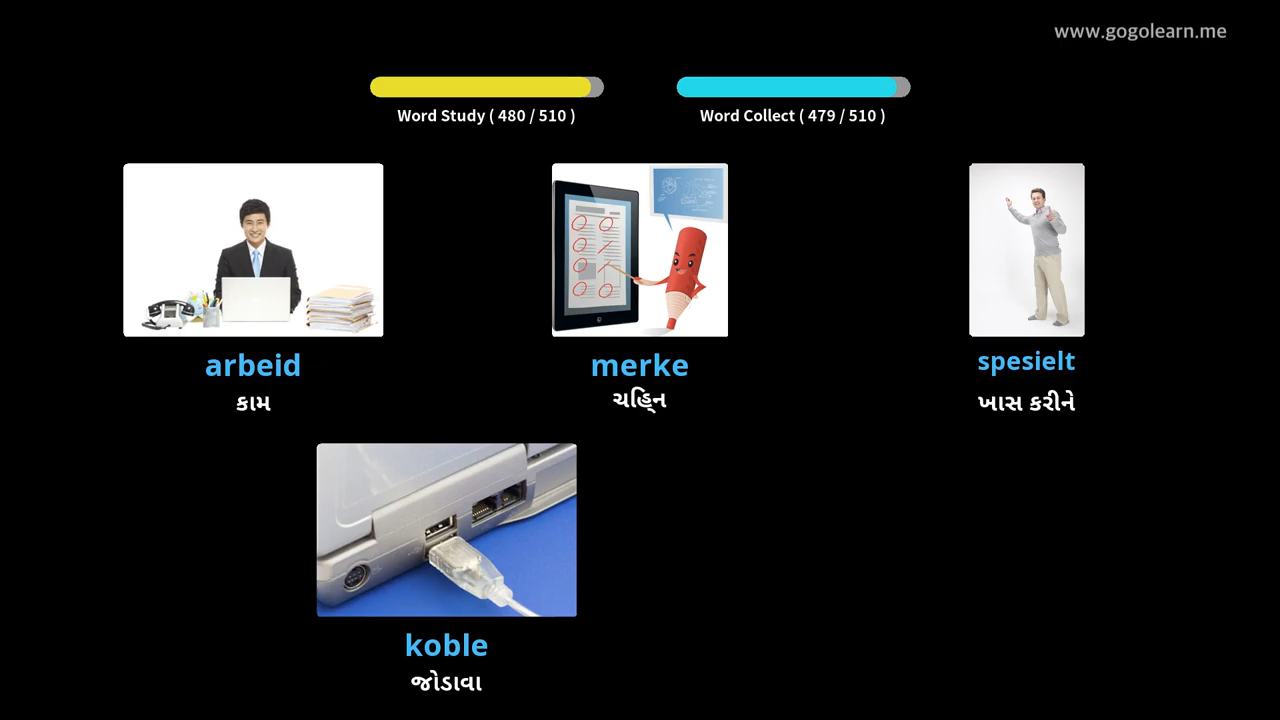 www.gogolearn.me
Word Study ( 480 / 510 )
Word Collect ( 479 / 510 )
arbeid
કામ
merke
ચહ્નિ
spesielt
ખાસ કરીને
koble
જોડાવા